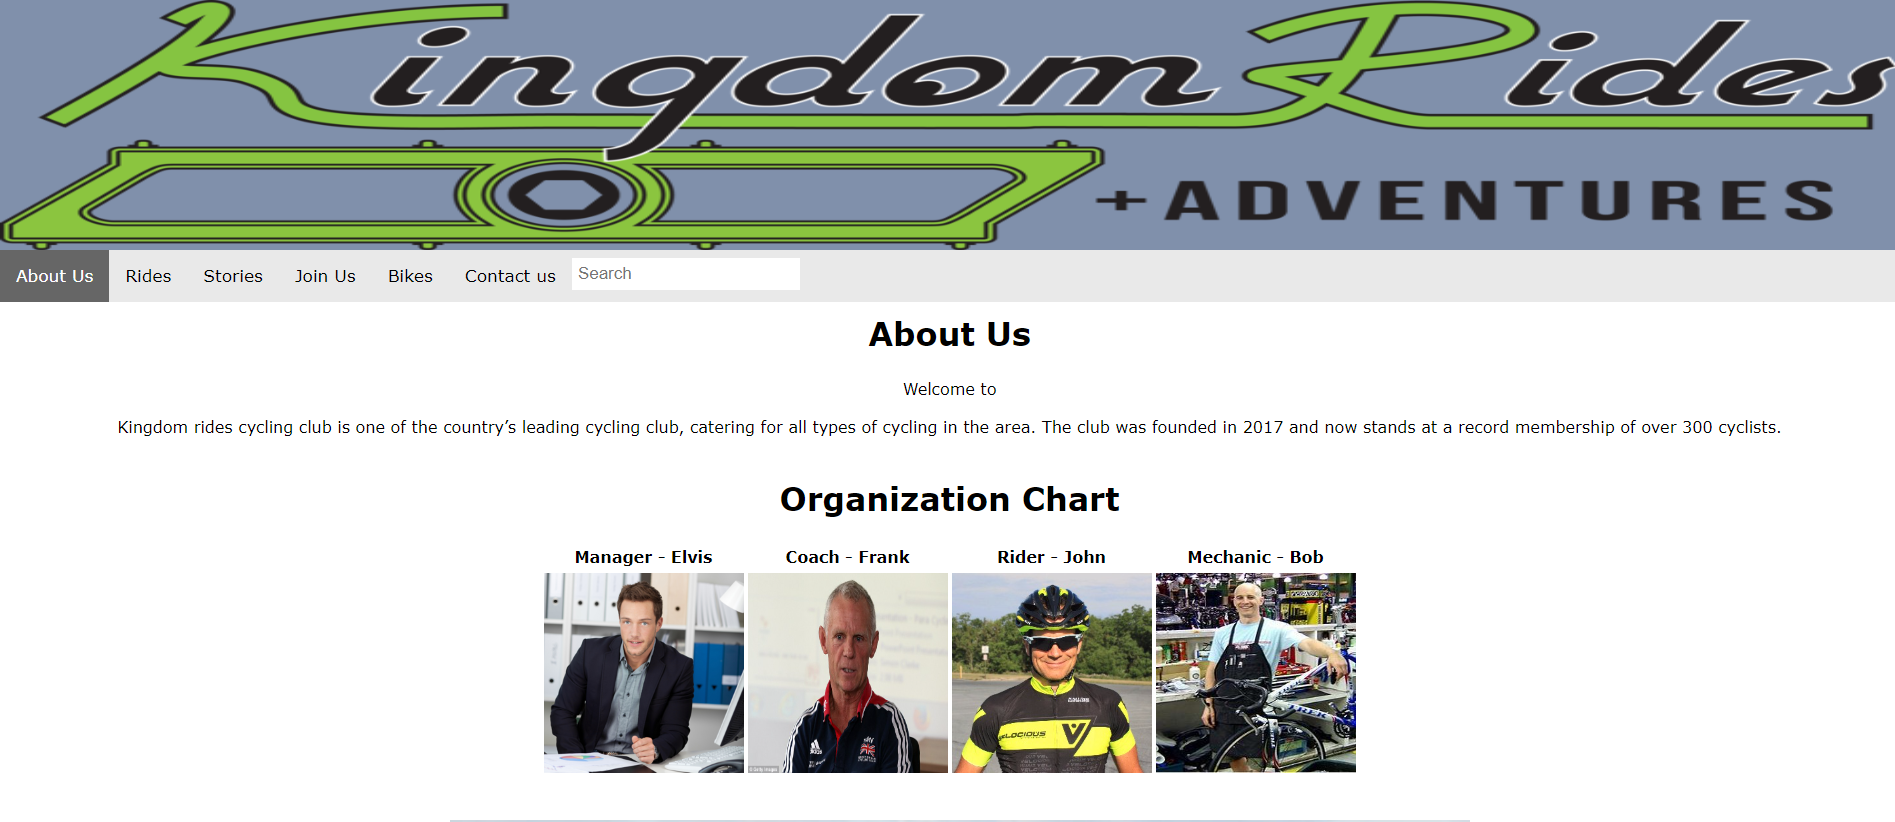 Kingdom Rides
+ ADVENTURES
About Us Rides Stories Join Us Bikes Contact us Search
About Us
Welcome to
Kingdom rides cycling club is one of the country’s leading cycling club, catering for all types of cycling in the area. The club was founded in 2017 and now stands at a record membership of over 300 cyclists.
Organization Chart
Manager - Elvis Coach - Frank Rider - John Mechanic - Bob
sky
VELOCIOUS
TREK